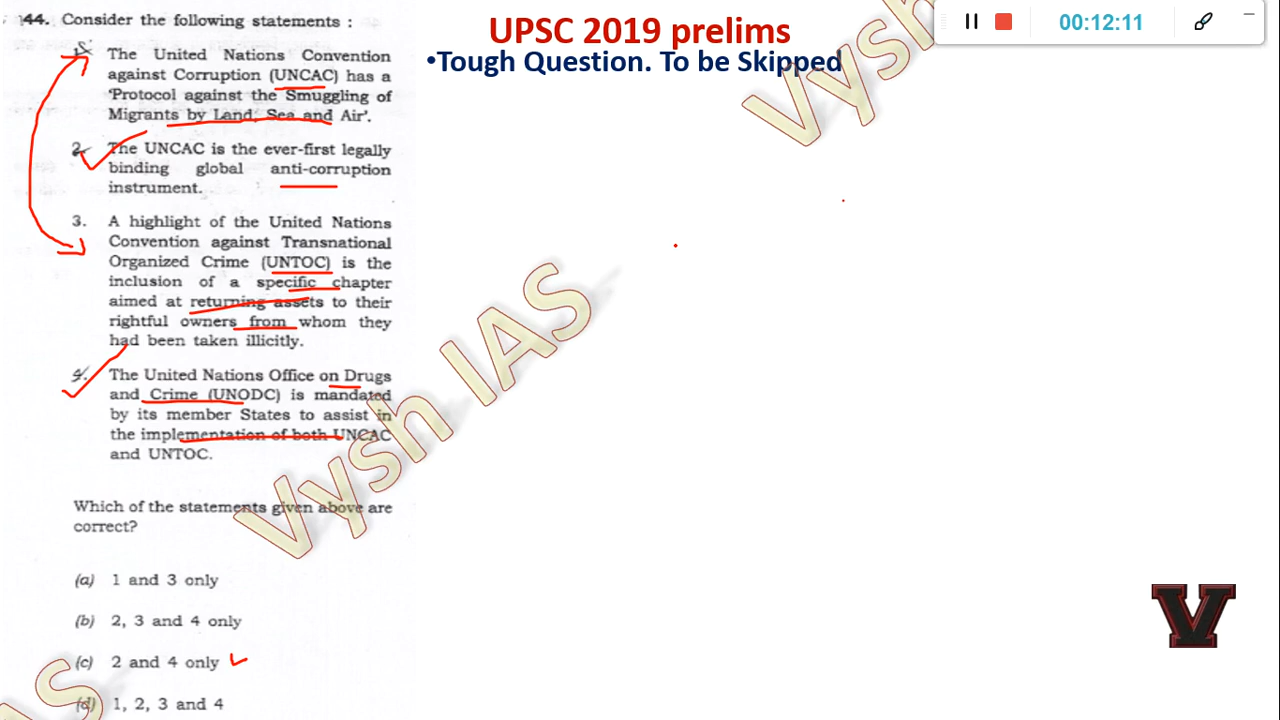 44. Consider the following statements :
1. The United Nations Convention
against Corruption (UNCAC) has a
'Protocol against the Smuggling of
Migrants by Land, Sea and Air'.
2. The UNCAC is the ever-first legally
binding global anti-corruption
instrument.
3. A highlight of the United Nations
Convention against Transnational
Organized Crime (UNTOC) is the
inclusion of a specific chapter
aimed at returning assets to their
rightful owners from whom they
had been taken illicitly.
4. The United Nations Office on Drugs
and Crime (UNODC) is mandated
by its member States to assist in
the implementation of both UNCAC
and UNTOC.
Which of the statements given above are
correct?
(a) 1 and 3 only
(b) 2, 3 and 4 only
(c) 2 and 4 only
(d) 1, 2, 3 and 4
UPSC 2019 prelims
•Tough Question. To be Skipped
00:12:11
Vysh IAS
Vysh
IAS
V